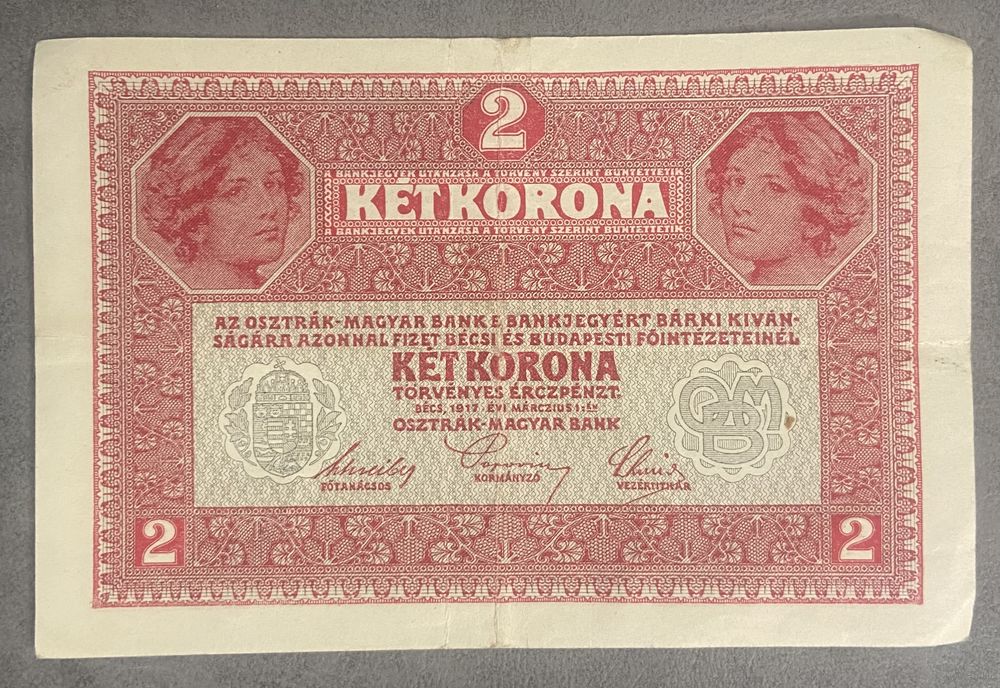 2
A BANKJEGYEK UTÁNZÁSA A TÖRVÉNY SZERINT BÜNTETTETIK
KÉT KORONA
A BANKJEGYEK UTÁNZÁSA A TÖRVÉNY SZERINT BÜNTETTETIK
AZ OSZTRÁK-MAGYAR BANK E BANKJEGYÉRT BÁRKI KIVÁN-
SÁGÁRA AZONNAL FIZET BÉCSI ÉS BUDAPESTI FŐINTÉZETEINÉL
KÉT KORONA
TÖRVÉNYES ÉRCZPÉNZT.
BÉCS, 1917. ÉVI MÁRCZIUS 1:ÉN
OSZTRÁK-MAGYAR BANK
FŐTANÁCSOS KORMÁNYZÓ VEZÉRTITKÁR
2 2